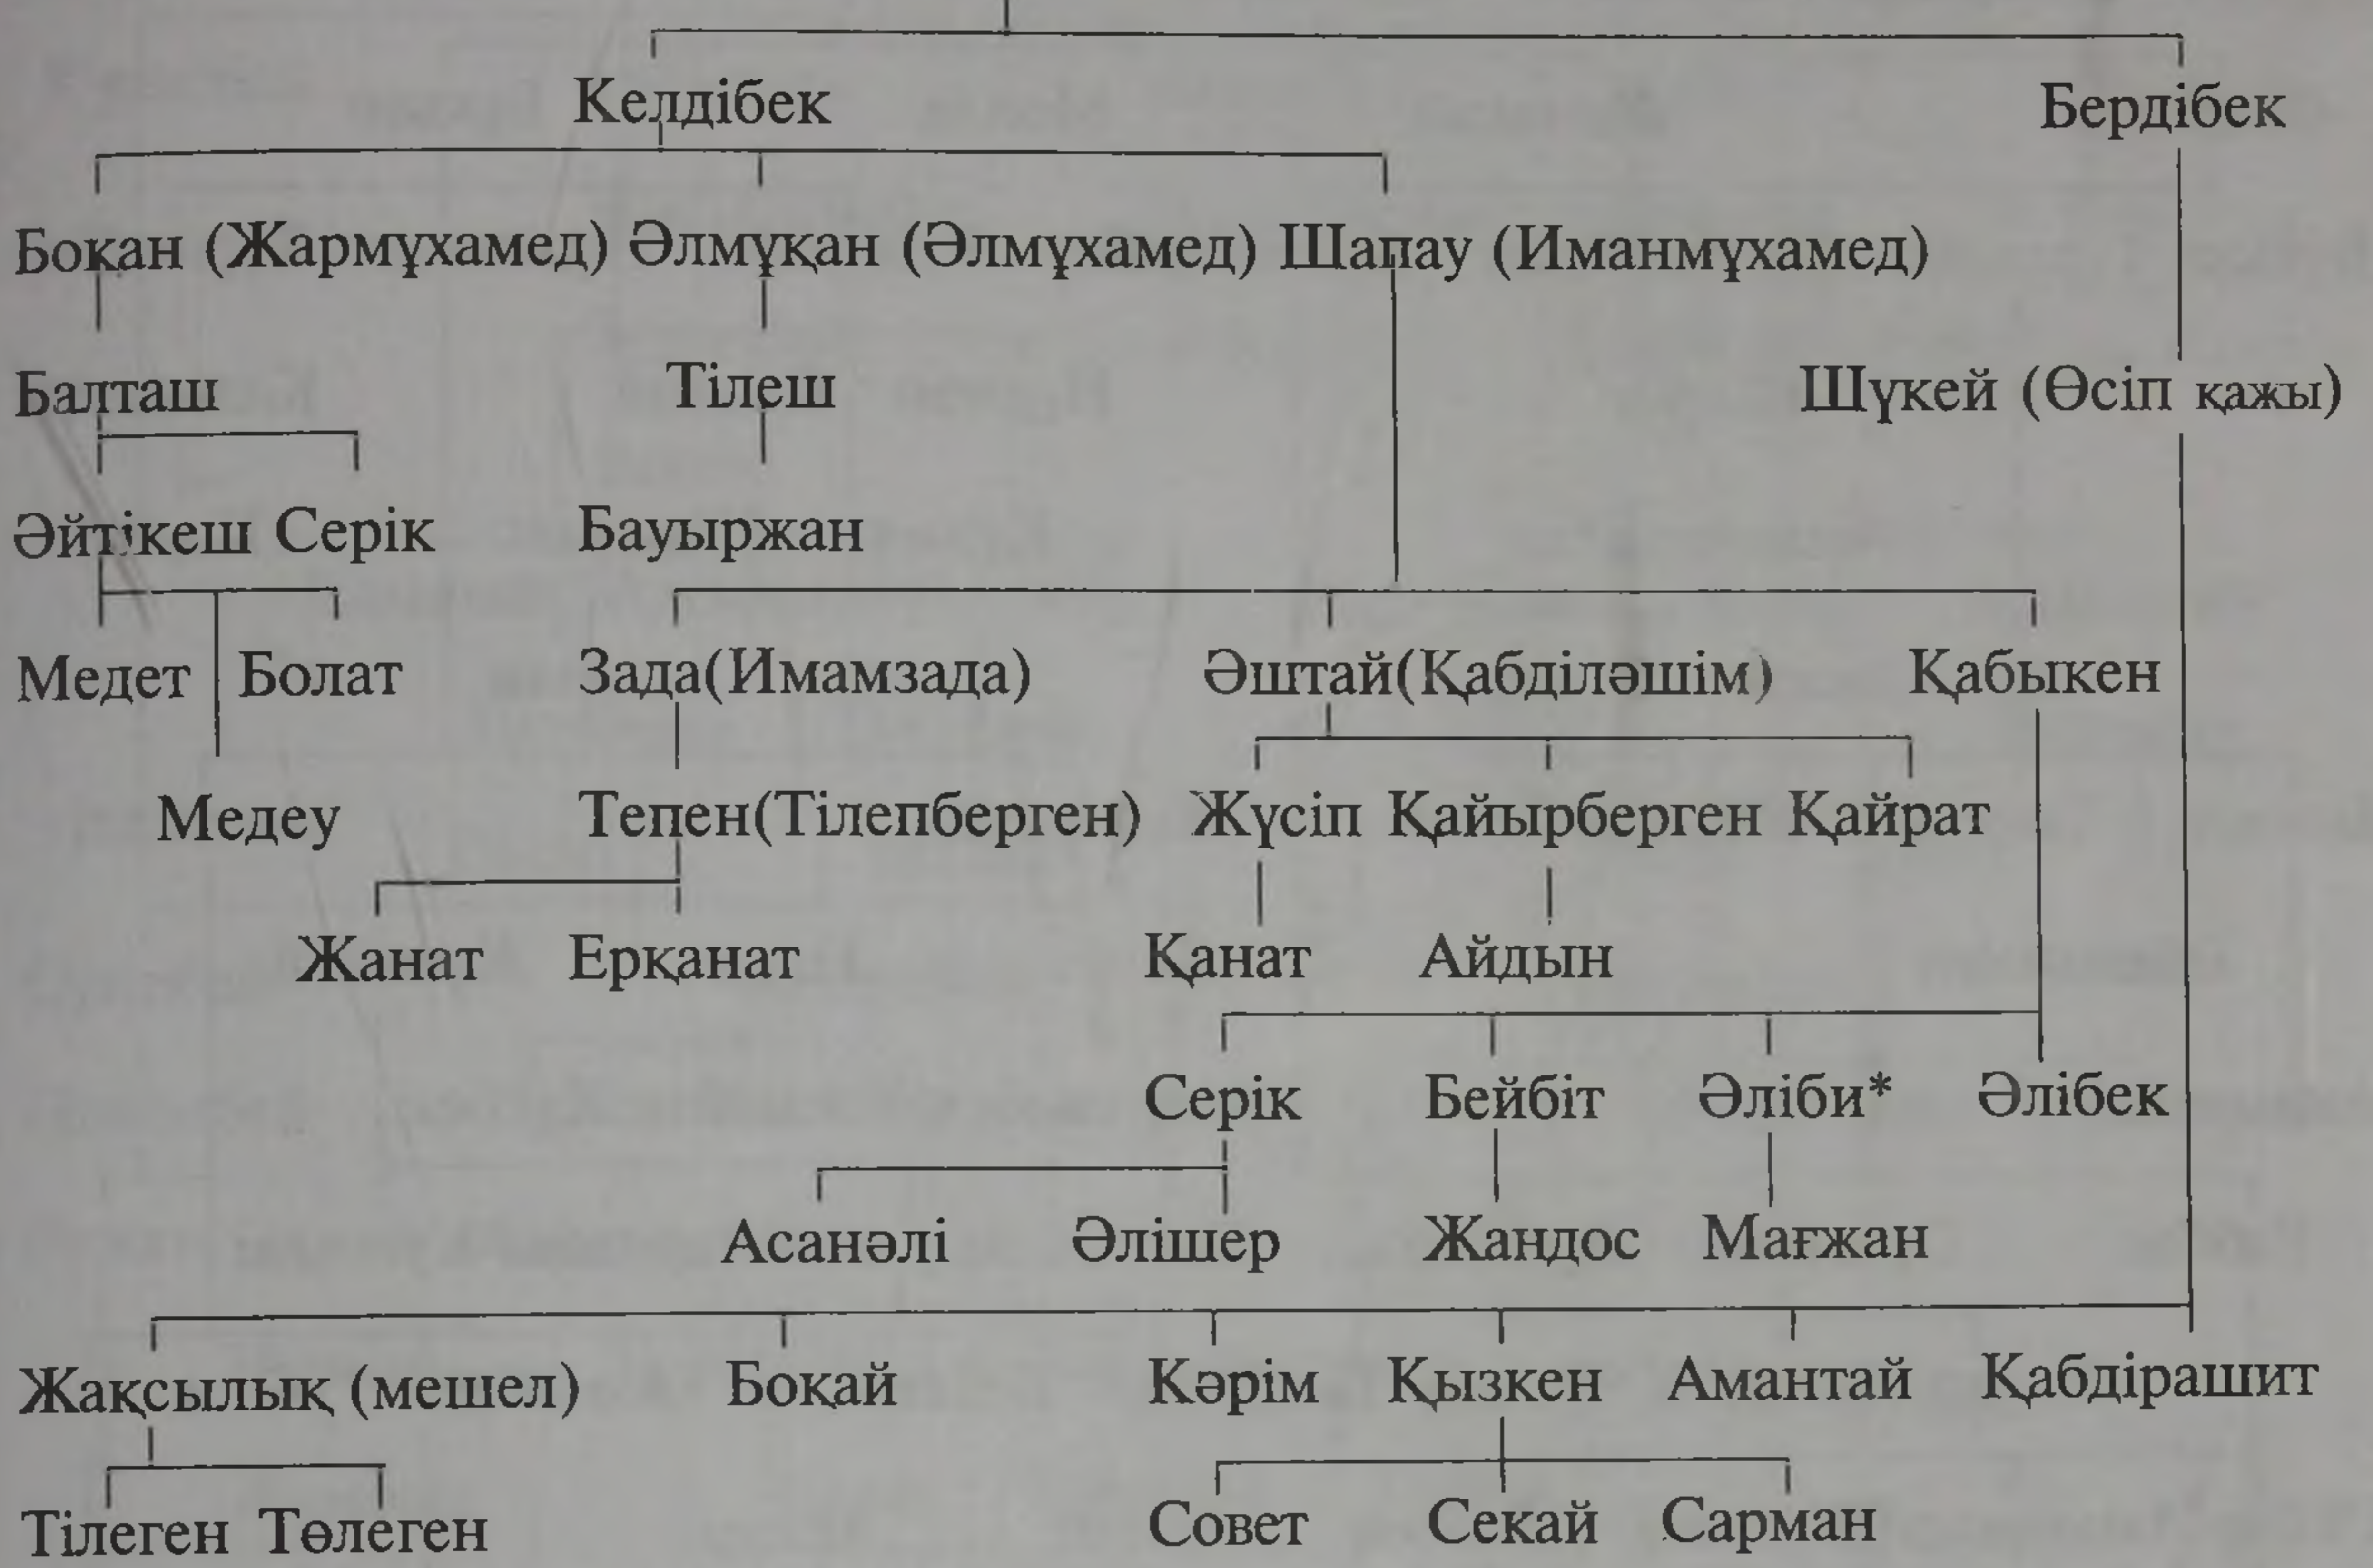 Келдібек Бердібек
Боқан (Жармұхамед) Әлмұқан (Әлмұхамед) Шапау (Иманмұхамед)
Балташ Тілеш Шүкей (Өсіп қажы)
Әйтікеш Серік Бауыржан
Медет Болат Зада(Имамзада) Әштай(Қабділәшім) Қабыкен
Медеу Тепен(Тілепберген) Жүсіп Қайырберген Қайрат
Жанат Ерқанат Қанат Айдын
Серік Бейбіт Әліби* Әлібек
Асанәлі Әлішер Жандос Мағжан
Жақсылық (мешел) Боқай Кәрім Қызкен Амантай Қабдірашит
Тілеген Төлеген Совет Секай Сарман